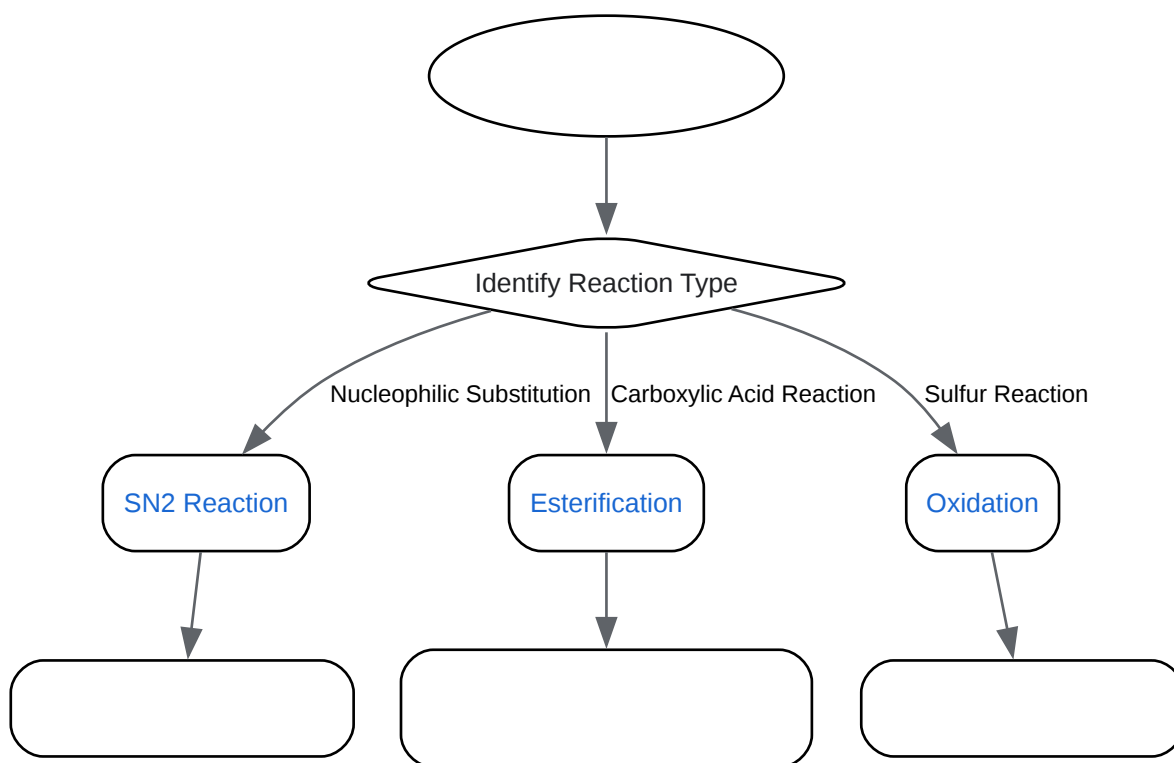 Identify Reaction Type
Nucleophilic Substitution
Carboxylic Acid Reaction
Sulfur Reaction
SN2 Reaction
Esterification
Oxidation